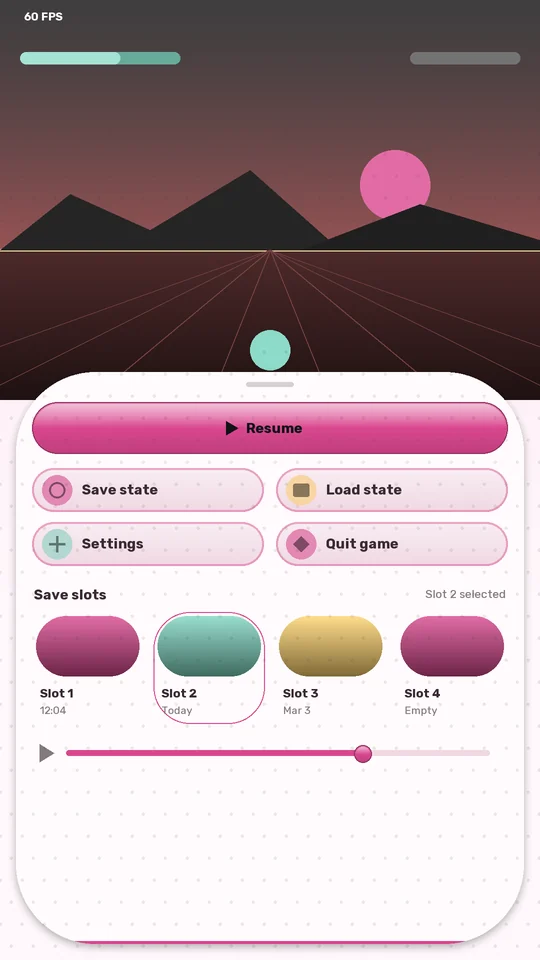 60 FPS
Resume
Save state
Load state
Settings
Quit game
Save slots
Slot 2 selected
Slot 1
12:04
Slot 2
Today
Slot 3
Mar 3
Slot 4
Empty